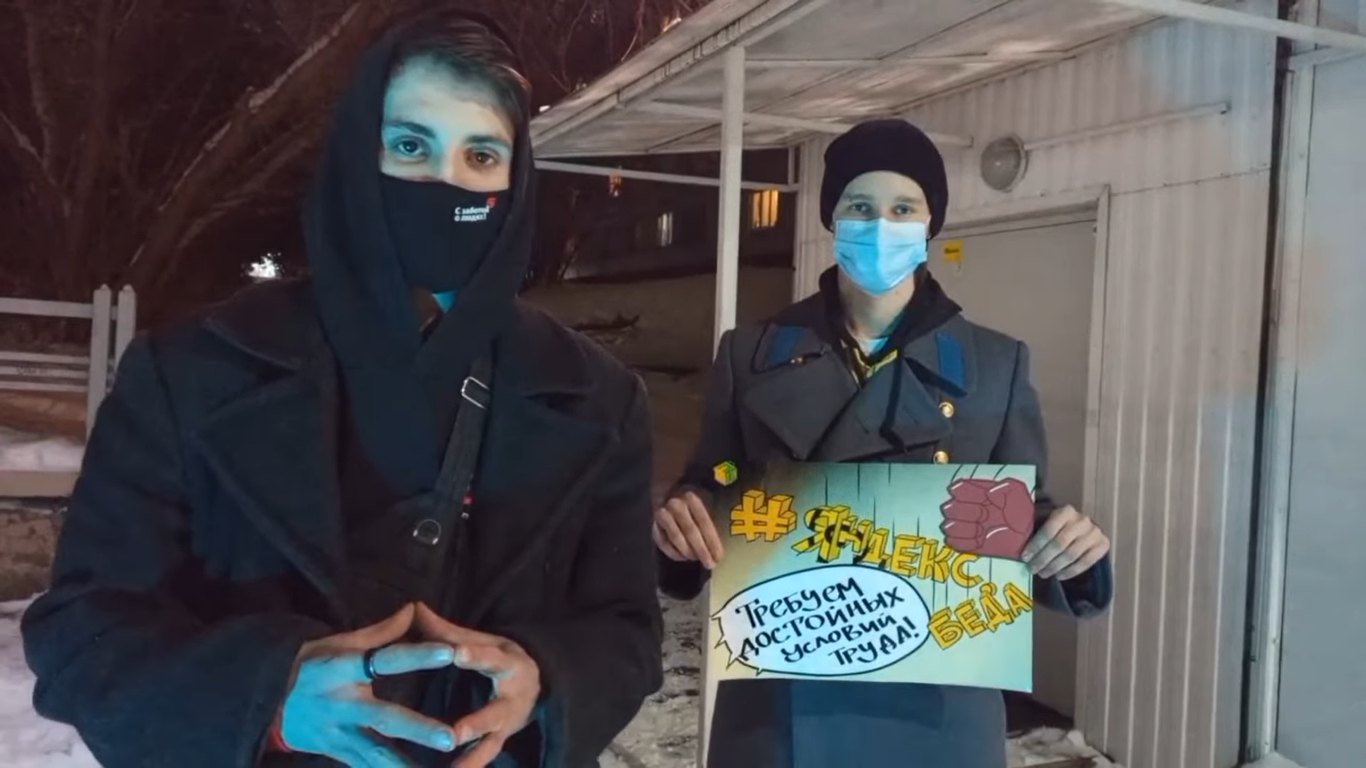 С заботой
о людях!
#ЯНДЕКС
БЕДА
ТРЕБУЕМ
ДОСТОЙНЫХ
УСЛОВИЙ
ТРУДА!